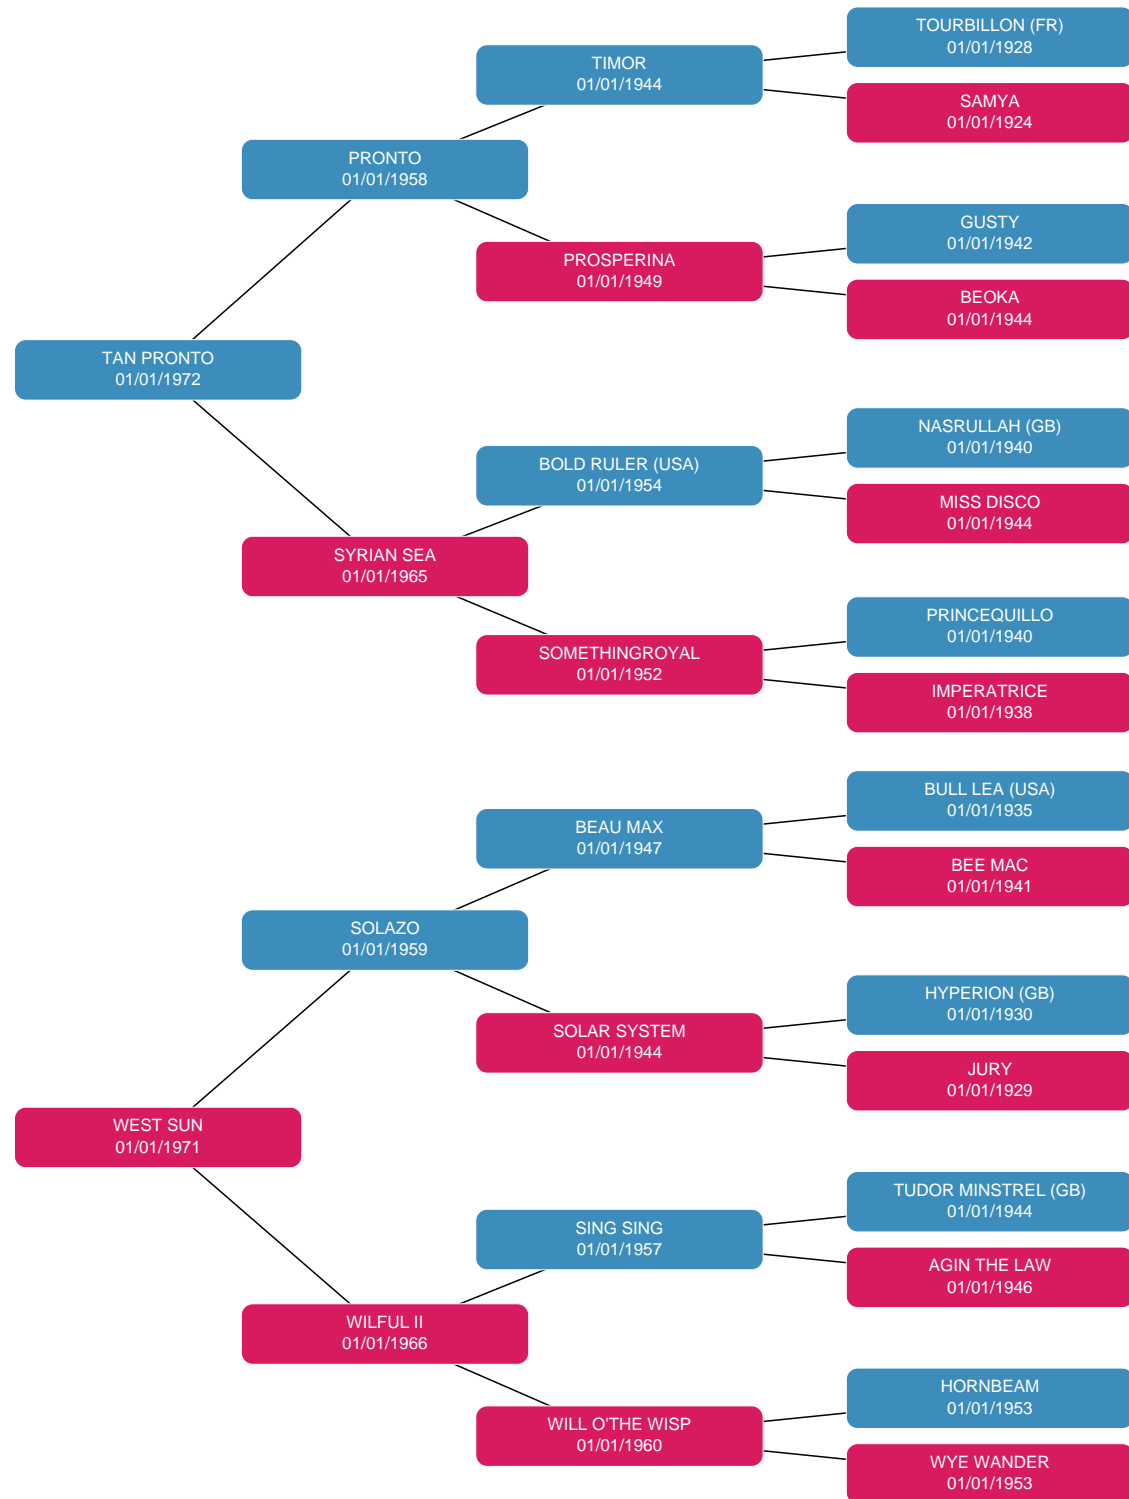 TOURBILLON (FR)
01/01/1928
TIMOR
01/01/1944
SAMYA
01/01/1924
PRONTO
01/01/1958
GUSTY
01/01/1942
PROSPERINA
01/01/1949
BEOKA
01/01/1944
TAN PRONTO
01/01/1972
NASRULLAH (GB)
01/01/1940
BOLD RULER (USA)
01/01/1954
MISS DISCO
01/01/1944
SYRIAN SEA
01/01/1965
PRINCEQUILLO
01/01/1940
SOMETHINGROYAL
01/01/1952
IMPERATRICE
01/01/1938
BULL LEA (USA)
01/01/1935
BEAU MAX
01/01/1947
BEE MAC
01/01/1941
SOLAZO
01/01/1959
HYPERION (GB)
01/01/1930
SOLAR SYSTEM
01/01/1944
JURY
01/01/1929
WEST SUN
01/01/1971
TUDOR MINSTREL (GB)
01/01/1944
SING SING
01/01/1957
AGIN THE LAW
01/01/1946
WILFUL II
01/01/1966
HORNBEAM
01/01/1953
WILL O'THE WISP
01/01/1960
WYE WANDER
01/01/1953